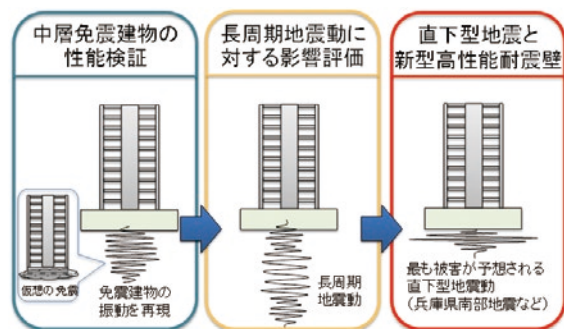 中層免震建物の
性能検証
仮想の免震
免震建物の
振動を再現
長周期地震動に
対する影響評価
長周期
地震動
直下型地震と
新型高性能耐震壁
最も被害が予想される
直下型地震動
(兵庫県南部地震など)